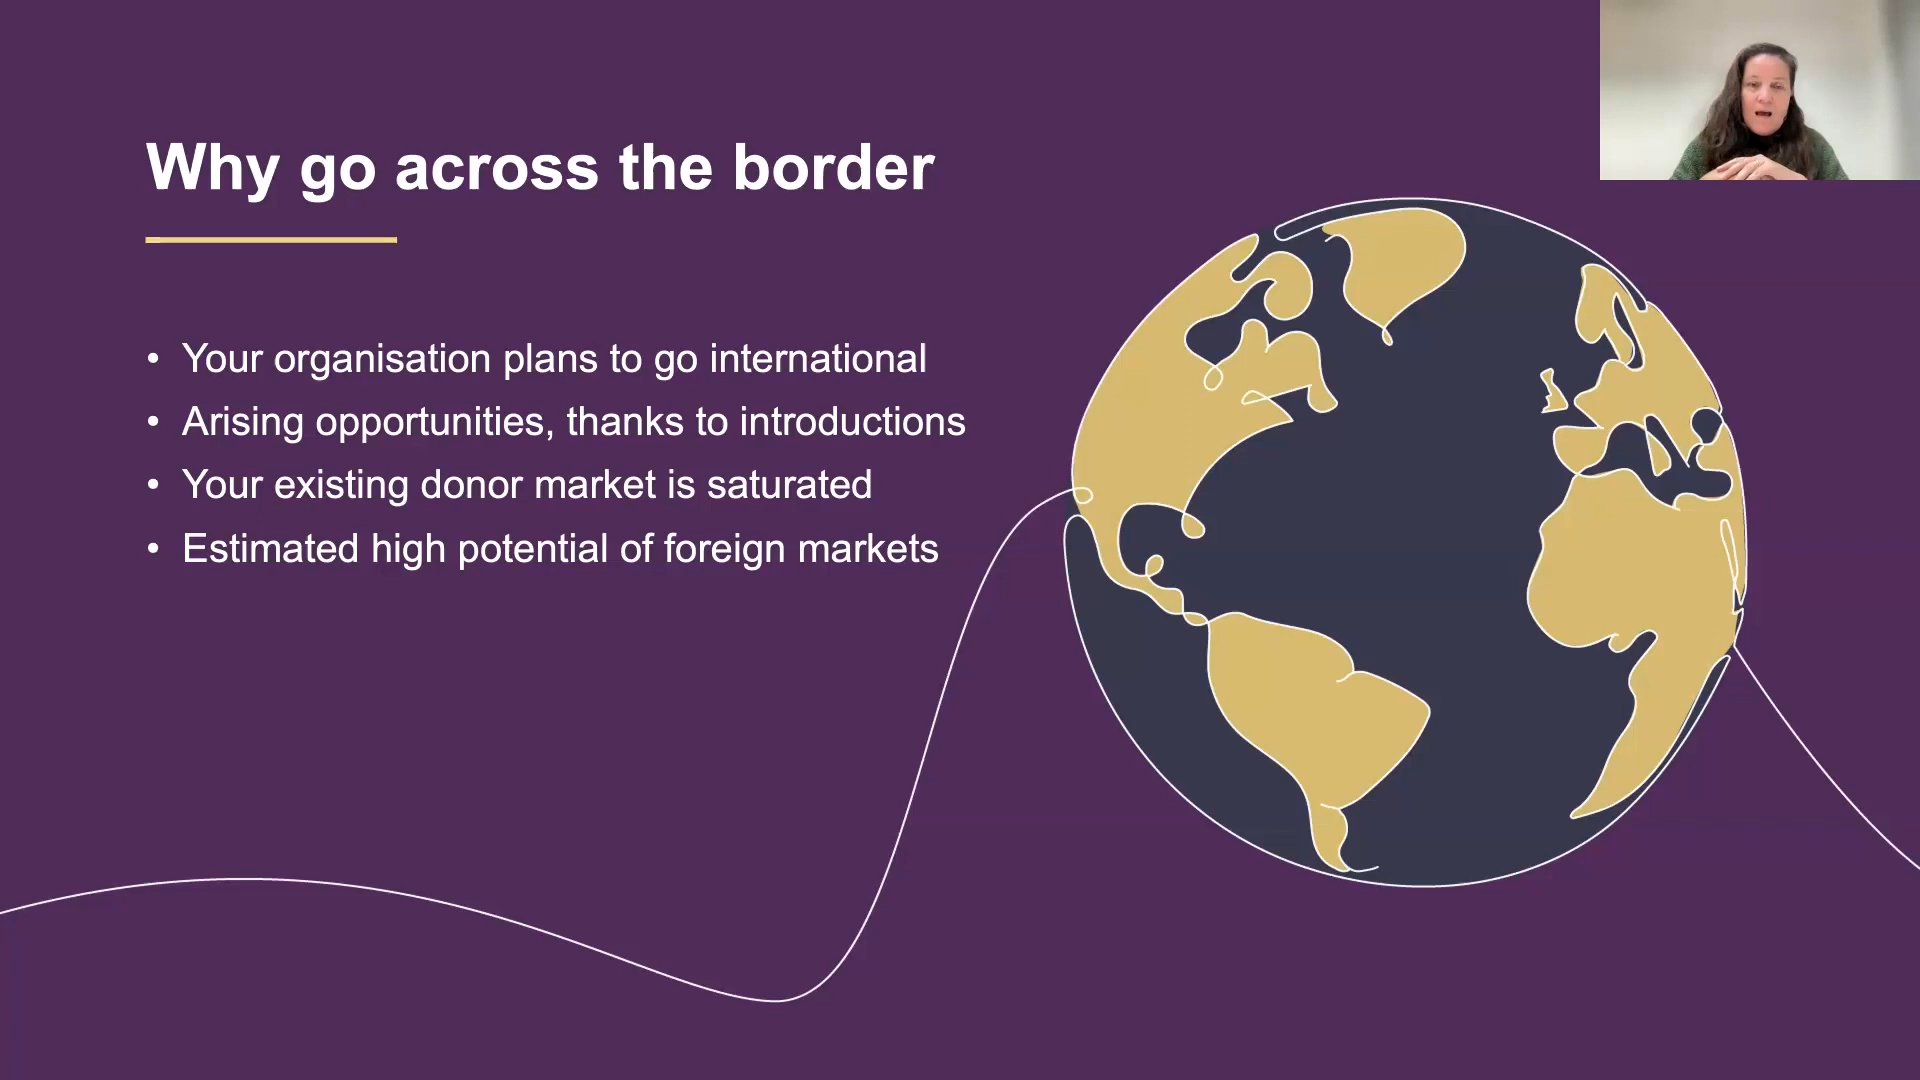 Why go across the border
• Your organisation plans to go international
• Arising opportunities, thanks to introductions
• Your existing donor market is saturated
• Estimated high potential of foreign markets